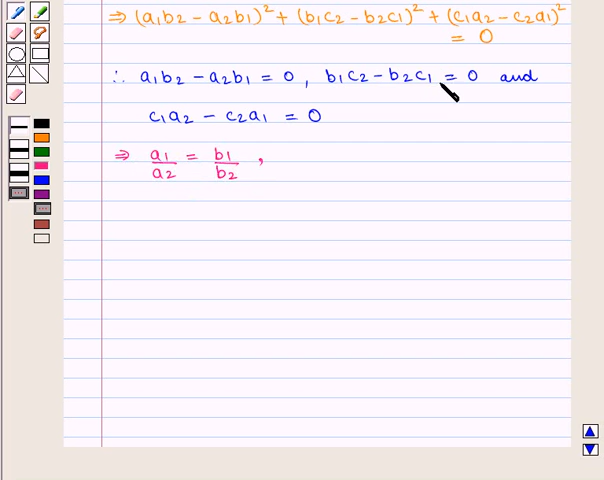 ⇒ (a₁b₂ − a₂b₁)² + (b₁c₂ − b₂c₁)² + (c₁a₂ − c₂a₁)²
= 0
∴ a₁b₂ − a₂b₁ = 0 , b₁c₂ − b₂c₁ = 0 and
c₁a₂ − c₂a₁ = 0
⇒ a₁/a₂ = b₁/b₂ ,